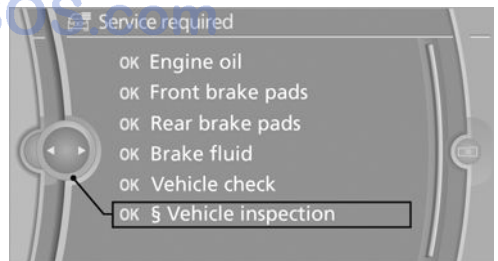 Service required
OK Engine oil
OK Front brake pads
OK Rear brake pads
OK Brake fluid
OK Vehicle check
OK § Vehicle inspection